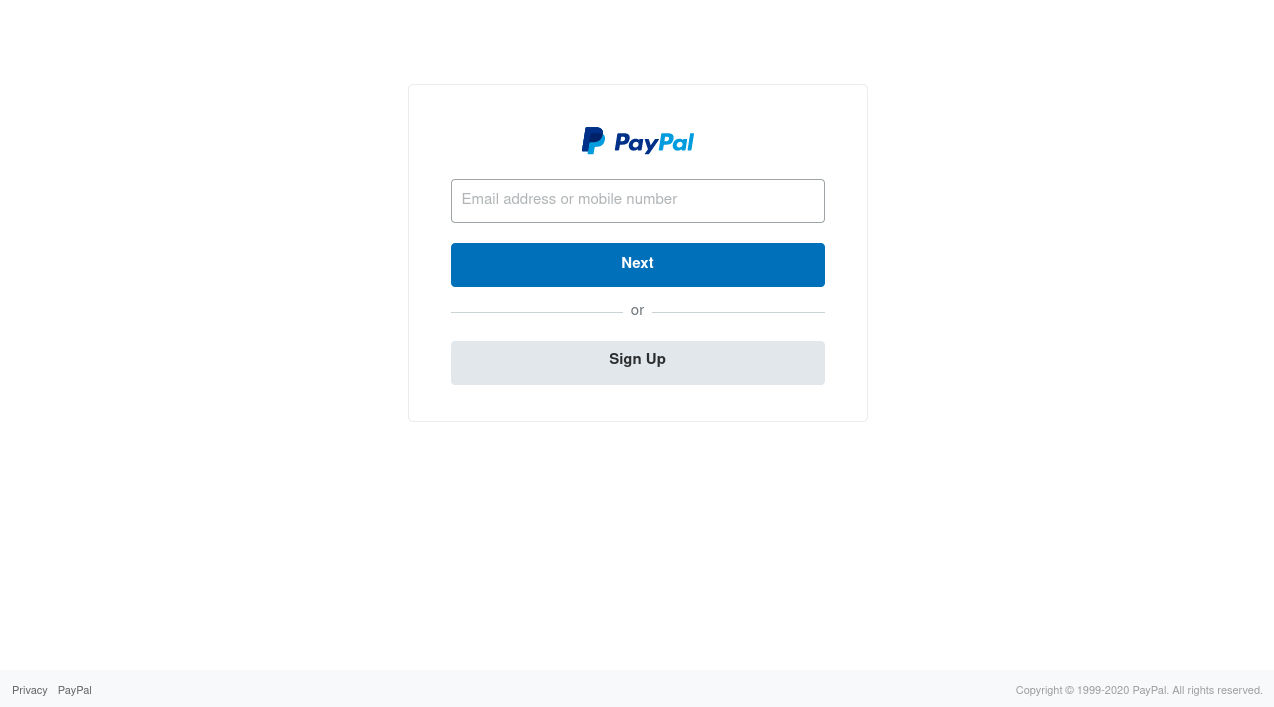 PayPal
Email address or mobile number
Next
or
Sign Up
Privacy PayPal
Copyright © 1999-2020 PayPal. All rights reserved.